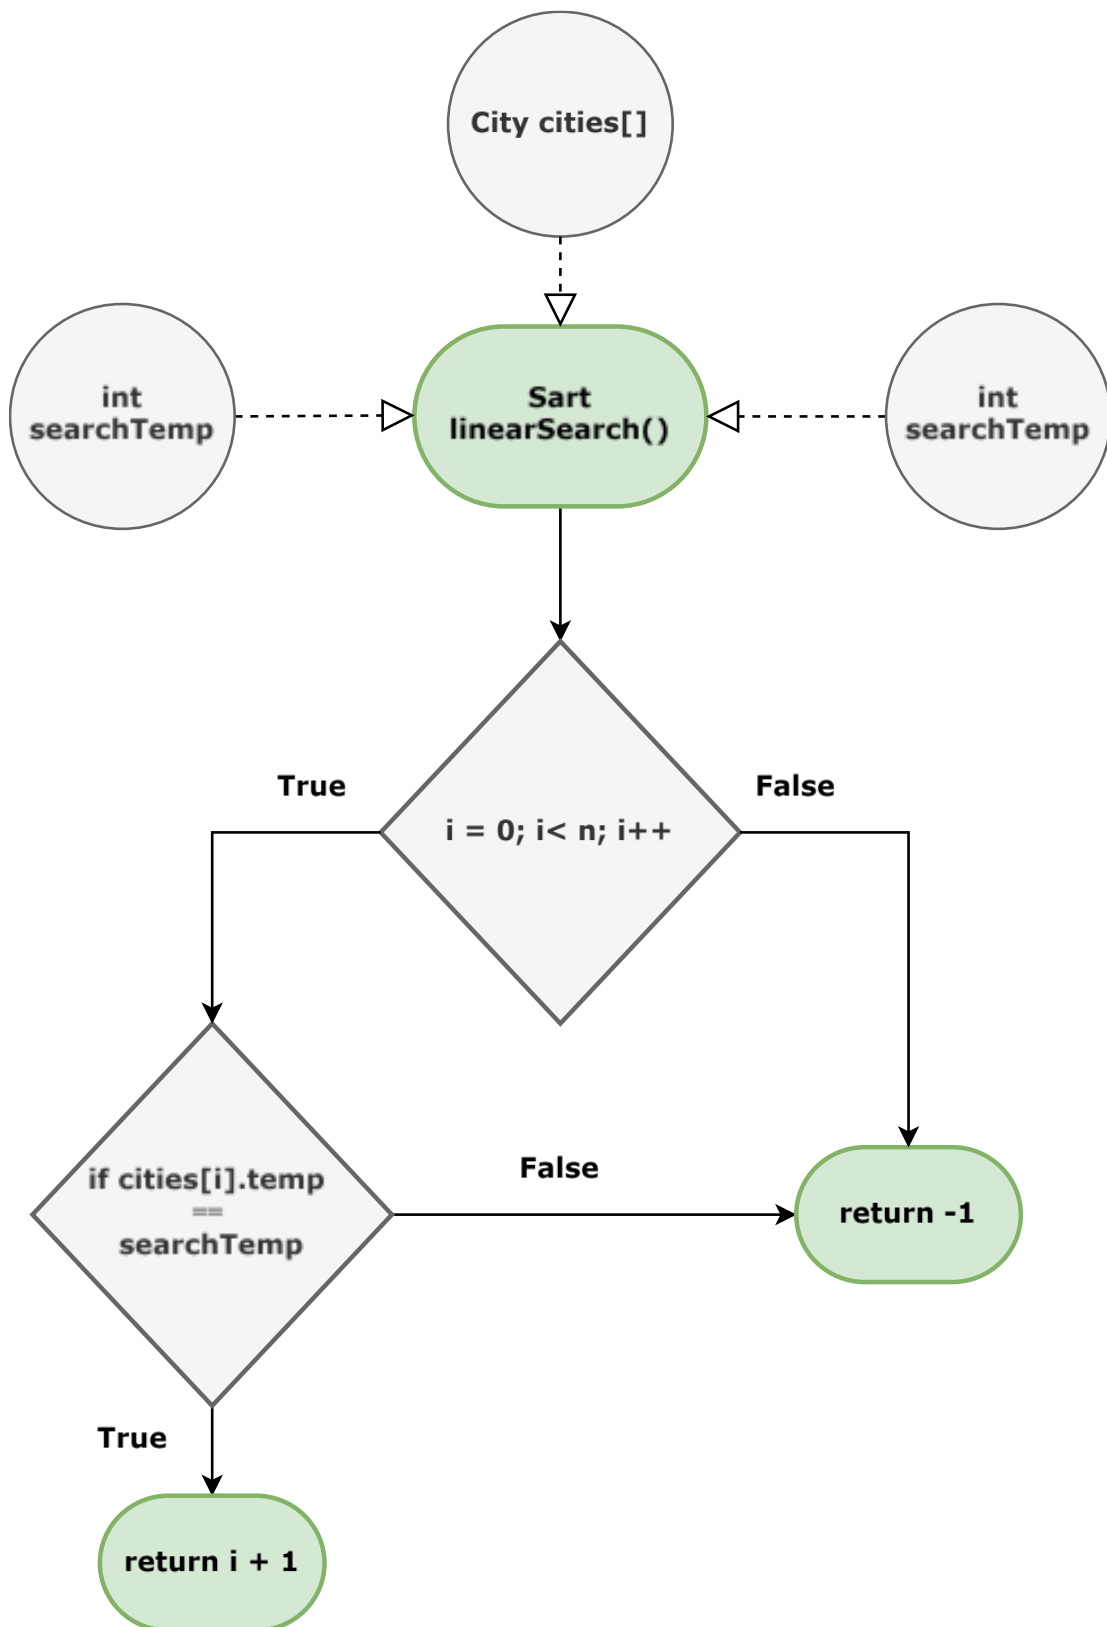 City cities[]
int
searchTemp
Sart
linearSearch()
int
searchTemp
True
False
i = 0; i< n; i++
if cities[i].temp
==
searchTemp
False
return -1
True
return i + 1